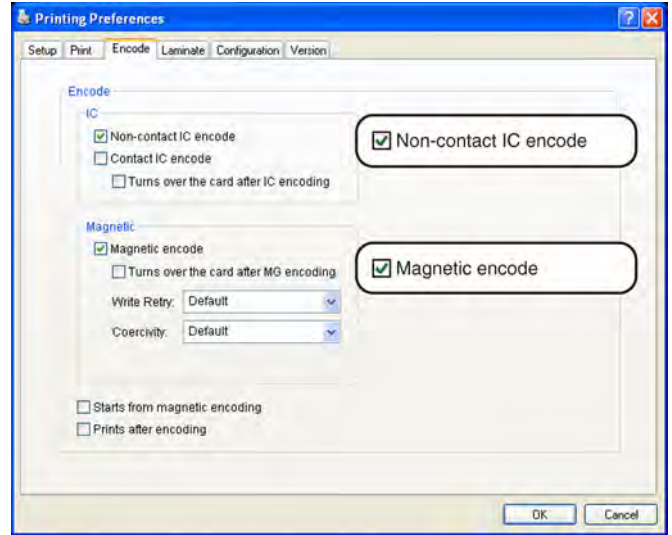 Printing Preferences
Setup Print Encode Laminate Configuration Version
Encode
IC
Non-contact IC encode
Non-contact IC encode
Contact IC encode
Turns over the card after IC encoding
Magnetic
Magnetic encode
Magnetic encode
Turns over the card after MG encoding
Write Retry: Default
Coercivity: Default
Starts from magnetic encoding
Prints after encoding
OK Cancel